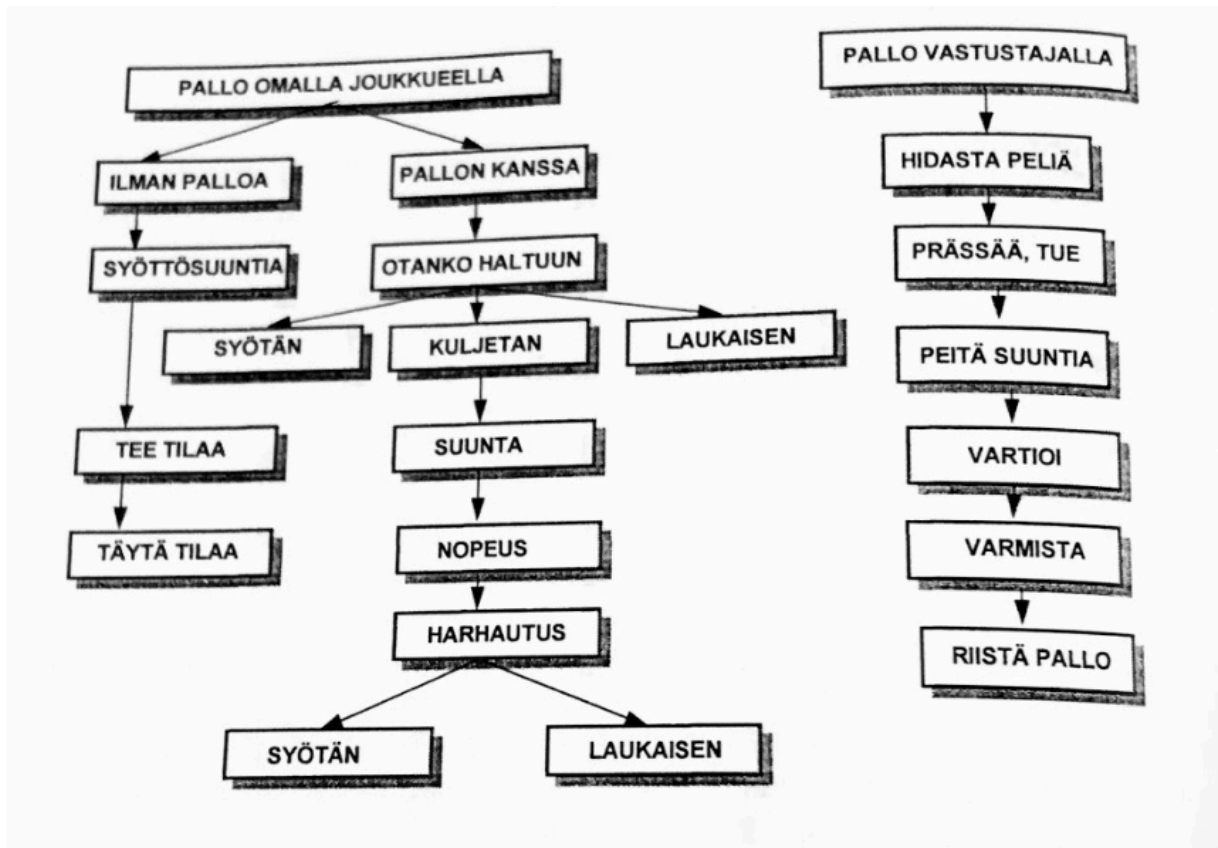 PALLO OMALLA JOUKKUEELLA
ILMAN PALLOA
PALLON KANSSA
SYÖTTÖSUUNTIA
OTANKO HALTUUN
SYÖTÄN
KULJETAN
LAUKAISEN
TEE TILAA
SUUNTA
TÄYTÄ TILAA
NOPEUS
HARHAUTUS
SYÖTÄN
LAUKAISEN
PALLO VASTUSTAJALLA
HIDASTA PELIÄ
PRÄSSÄÄ, TUE
PEITÄ SUUNTIA
VARTIOI
VARMISTA
RIISTÄ PALLO